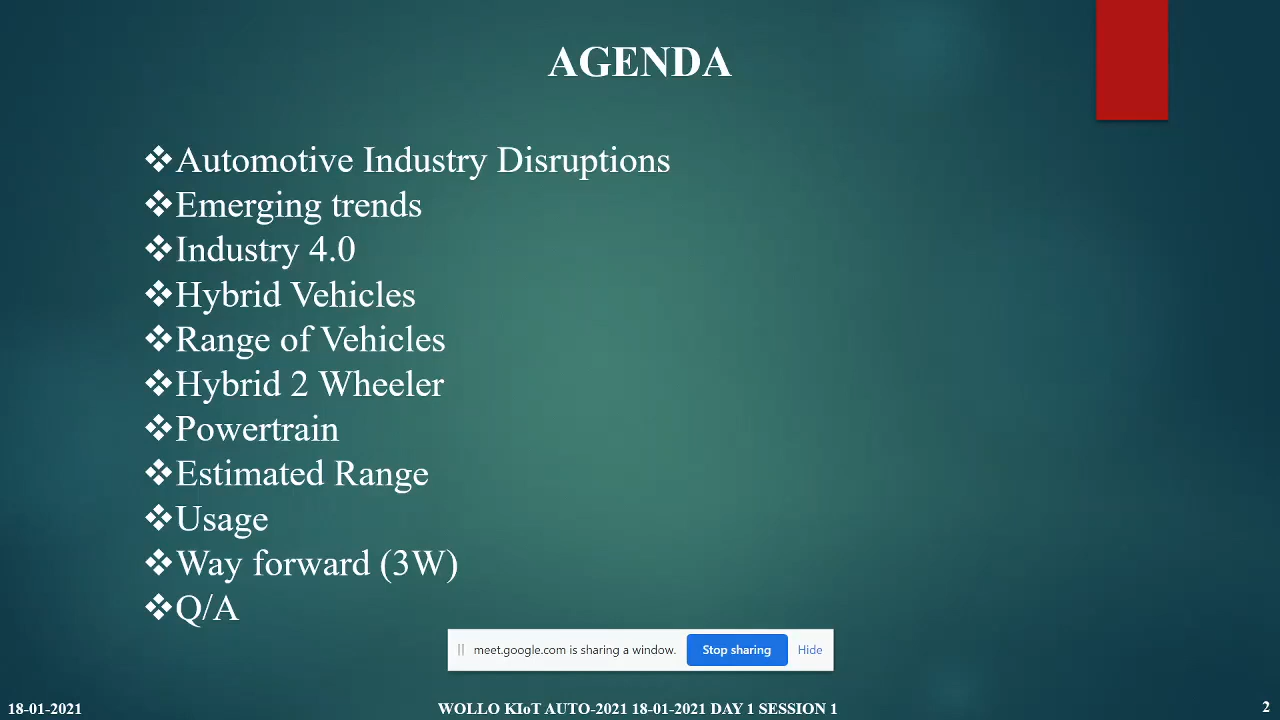 AGENDA
❖Automotive Industry Disruptions
❖Emerging trends
❖Industry 4.0
❖Hybrid Vehicles
❖Range of Vehicles
❖Hybrid 2 Wheeler
❖Powertrain
❖Estimated Range
❖Usage
❖Way forward (3W)
❖Q/A
meet.google.com is sharing a window. Stop sharing Hide
18-01-2021 WOLLO KIoT AUTO-2021 18-01-2021 DAY 1 SESSION 1 2